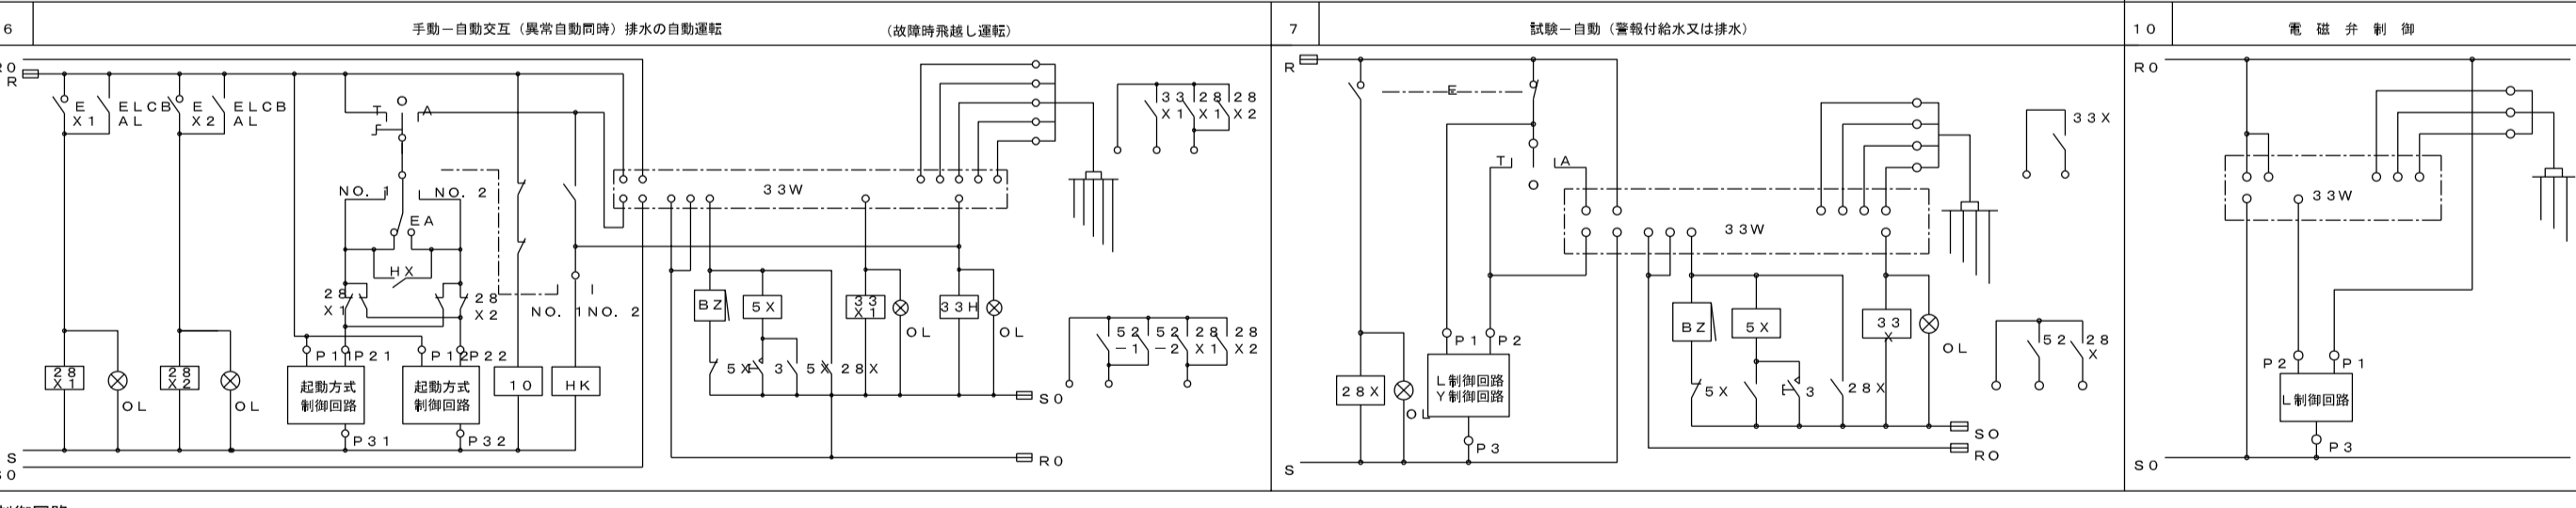 6
手動－自動交互（異常自動同時）排水の自動運転
（故障時飛越し運転）
R0
R
E
X1
ELCB
AL
E
X2
ELCB
AL
T
A
NO. 1
NO. 2
EA
HX
28
X1
28
X2
NO. 1
NO. 2
33W
33
X1
28
X1
28
X2
28
X1
OL
28
X2
OL
P11
P21
P12
P22
起動方式
制御回路
起動方式
制御回路
P31
P32
10
HK
BZ
5X
33
X1
OL
33H
OL
5X
3
5X
28X
52
－1
52
－2
28
X1
28
X2
S0
R0
S
S0
7
試験－自動（警報付給水又は排水）
R
E
T
A
33W
33X
P1
P2
28X
OL
L制御回路
Y制御回路
P3
BZ
5X
33
X
OL
5X
3
28X
52
28
X
S0
R0
S
10
電磁弁制御
R0
33W
P2
P1
L制御回路
P3
S0